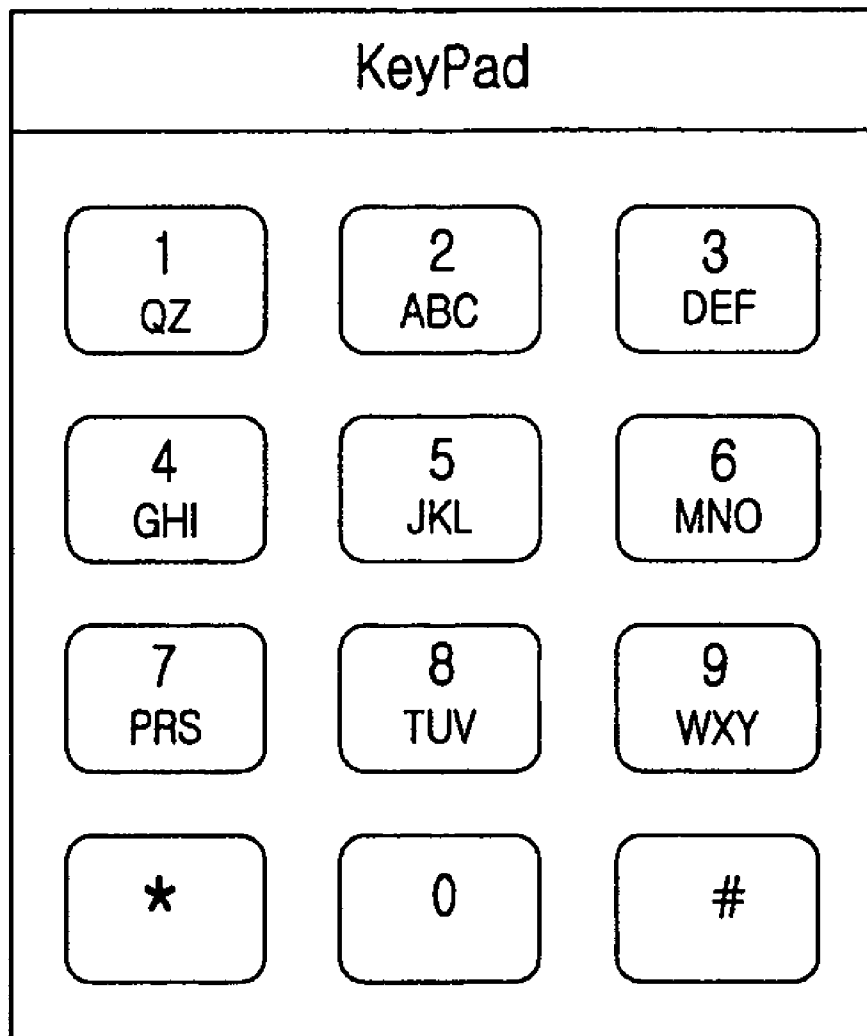 KeyPad
1 2 3
QZ ABC DEF
4 5 6
GHI JKL MNO
7 8 9
PRS TUV WXY
* 0 #